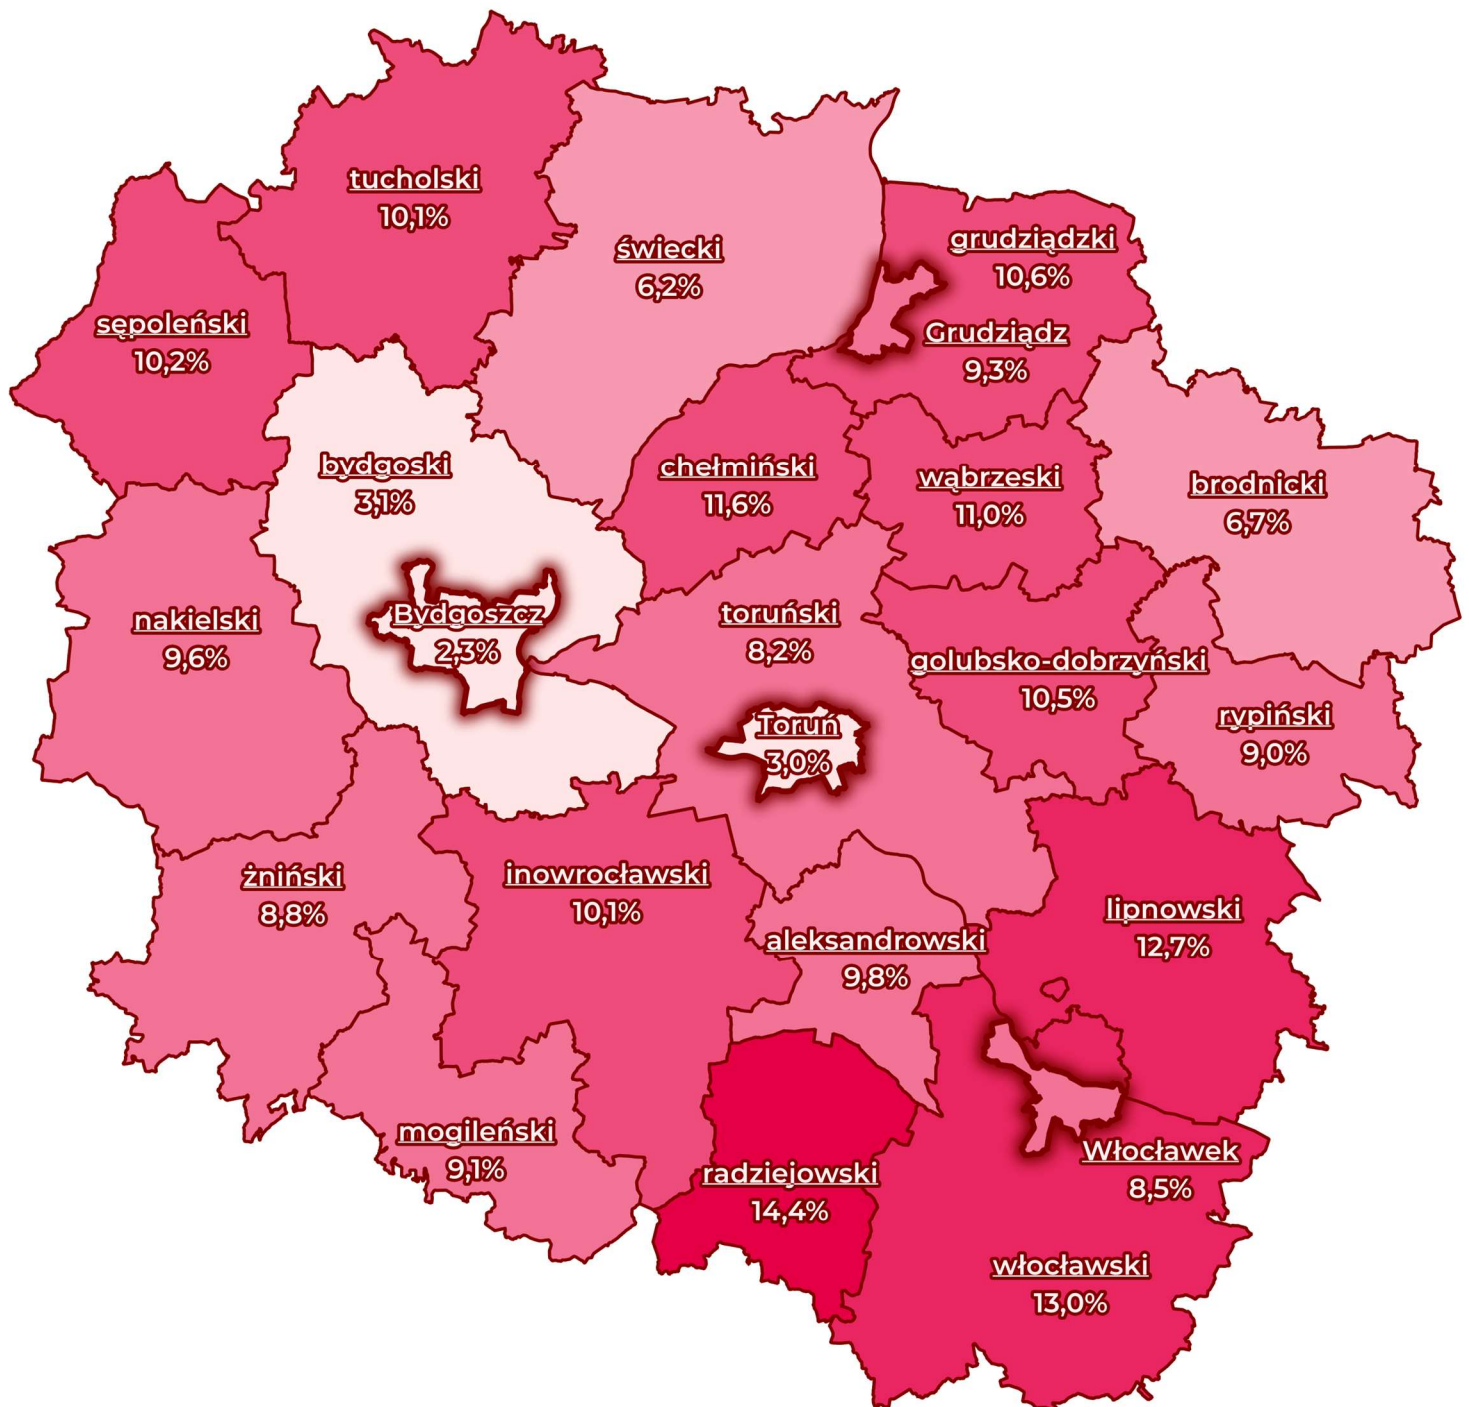 tucholski
10,1%
świecki
6,2%
grudziądzki
10,6%
sępoleński
10,2%
Grudziądz
9,3%
bydgoski
3,1%
chełmiński
11,6%
wąbrzeski
11,0%
brodnicki
6,7%
nakielski
9,6%
Bydgoszcz
2,3%
toruński
8,2%
golubsko-dobrzyński
10,5%
rypiński
9,0%
Toruń
3,0%
żniński
8,8%
inowrocławski
10,1%
lipnowski
12,7%
aleksandrowski
9,8%
mogileński
9,1%
radziejowski
14,4%
Włocławek
8,5%
włocławski
13,0%